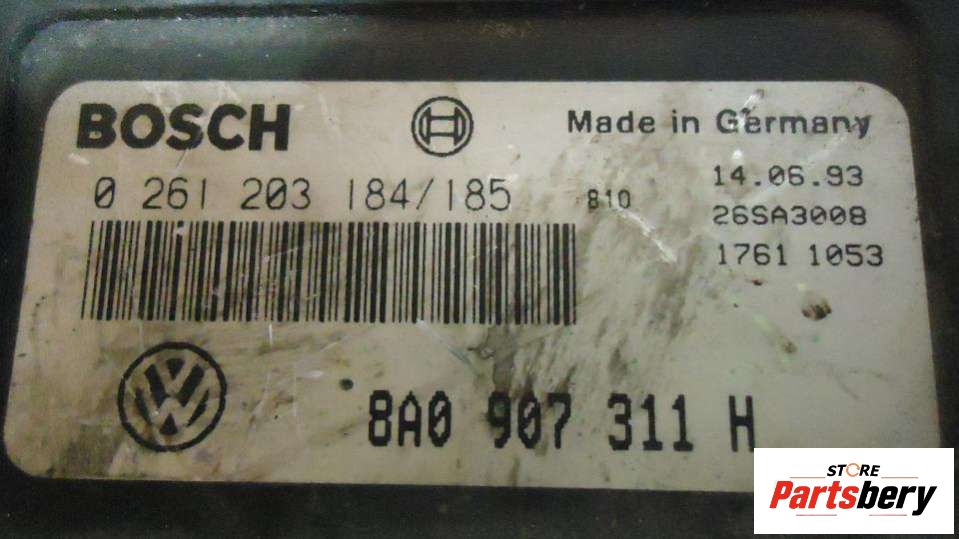 BOSCH
Made in Germany
0 261 203 184/185
810
14.06.93
26SA3008
1761 1053
VW
8A0 907 311 H
STORE
Partsbery